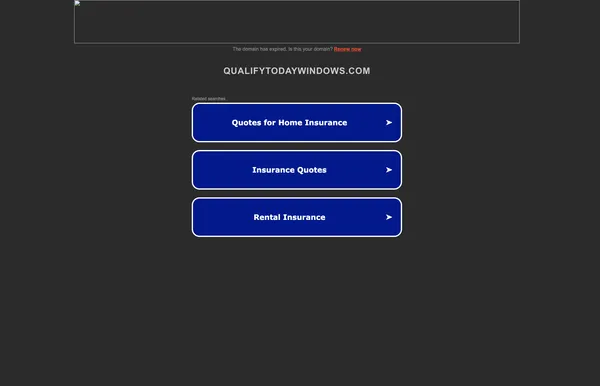 The domain has expired. Is this your domain? Renew now
QUALIFYTODAYWINDOWS.COM
Related searches
Quotes for Home Insurance
Insurance Quotes
Rental Insurance